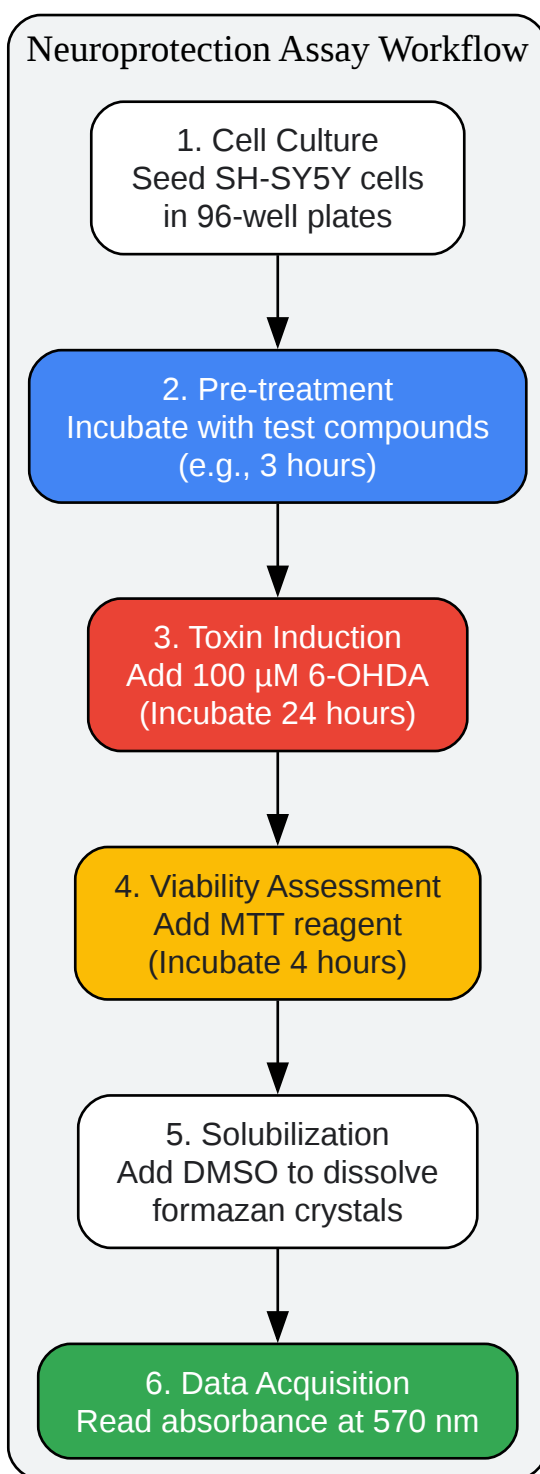 Neuroprotection Assay Workflow
1. Cell Culture
Seed SH-SY5Y cells
in 96-well plates
2. Pre-treatment
Incubate with test compounds
(e.g., 3 hours)
3. Toxin Induction
Add 100 µM 6-OHDA
(Incubate 24 hours)
4. Viability Assessment
Add MTT reagent
(Incubate 4 hours)
5. Solubilization
Add DMSO to dissolve
formazan crystals
6. Data Acquisition
Read absorbance at 570 nm